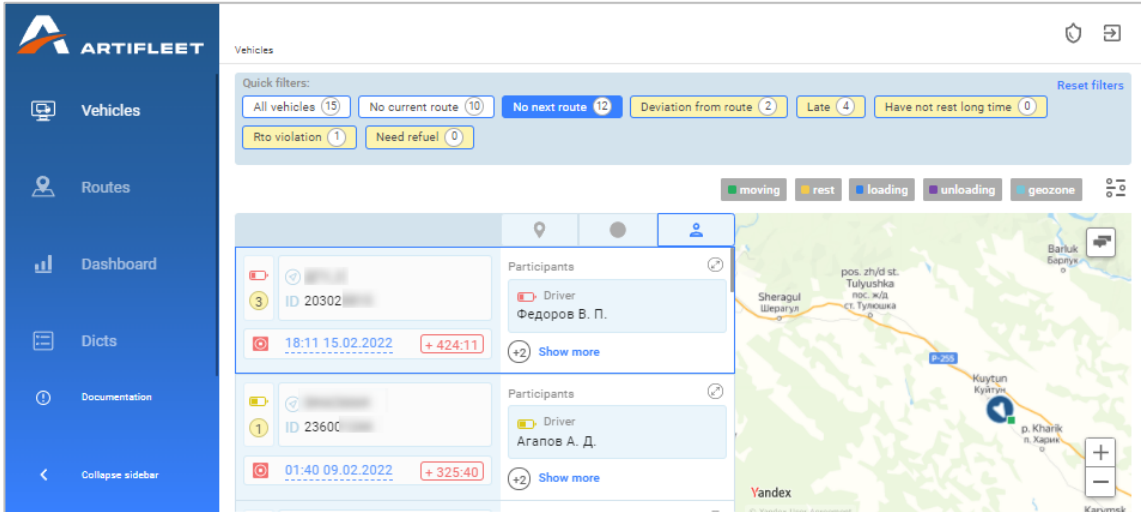 ARTIFLEET
Vehicles
Routes
Dashboard
Dicts
Documentation
Collapse sidebar
Vehicles
Quick filters:
Reset filters
All vehicles 15
No current route 10
No next route 12
Deviation from route 2
Late 4
Have not rest long time 0
Rto violation 1
Need refuel 0
moving
rest
loading
unloading
geozone
3
ID 20302
18:11 15.02.2022
+ 424:11
Participants
Driver
Федоров В. П.
+2 Show more
1
ID 23600
01:40 09.02.2022
+ 325:40
Participants
Driver
Агапов А. Д.
+2 Show more
Barluk
Барлук
pos. zh/d st.
Tulyushka
пос. ж/д
ст. Тулюшка
Sheragul
Шерагул
P-255
Kuytun
Куйтун
p. Kharik
п. Харик
+
−
Yandex
Karymsk